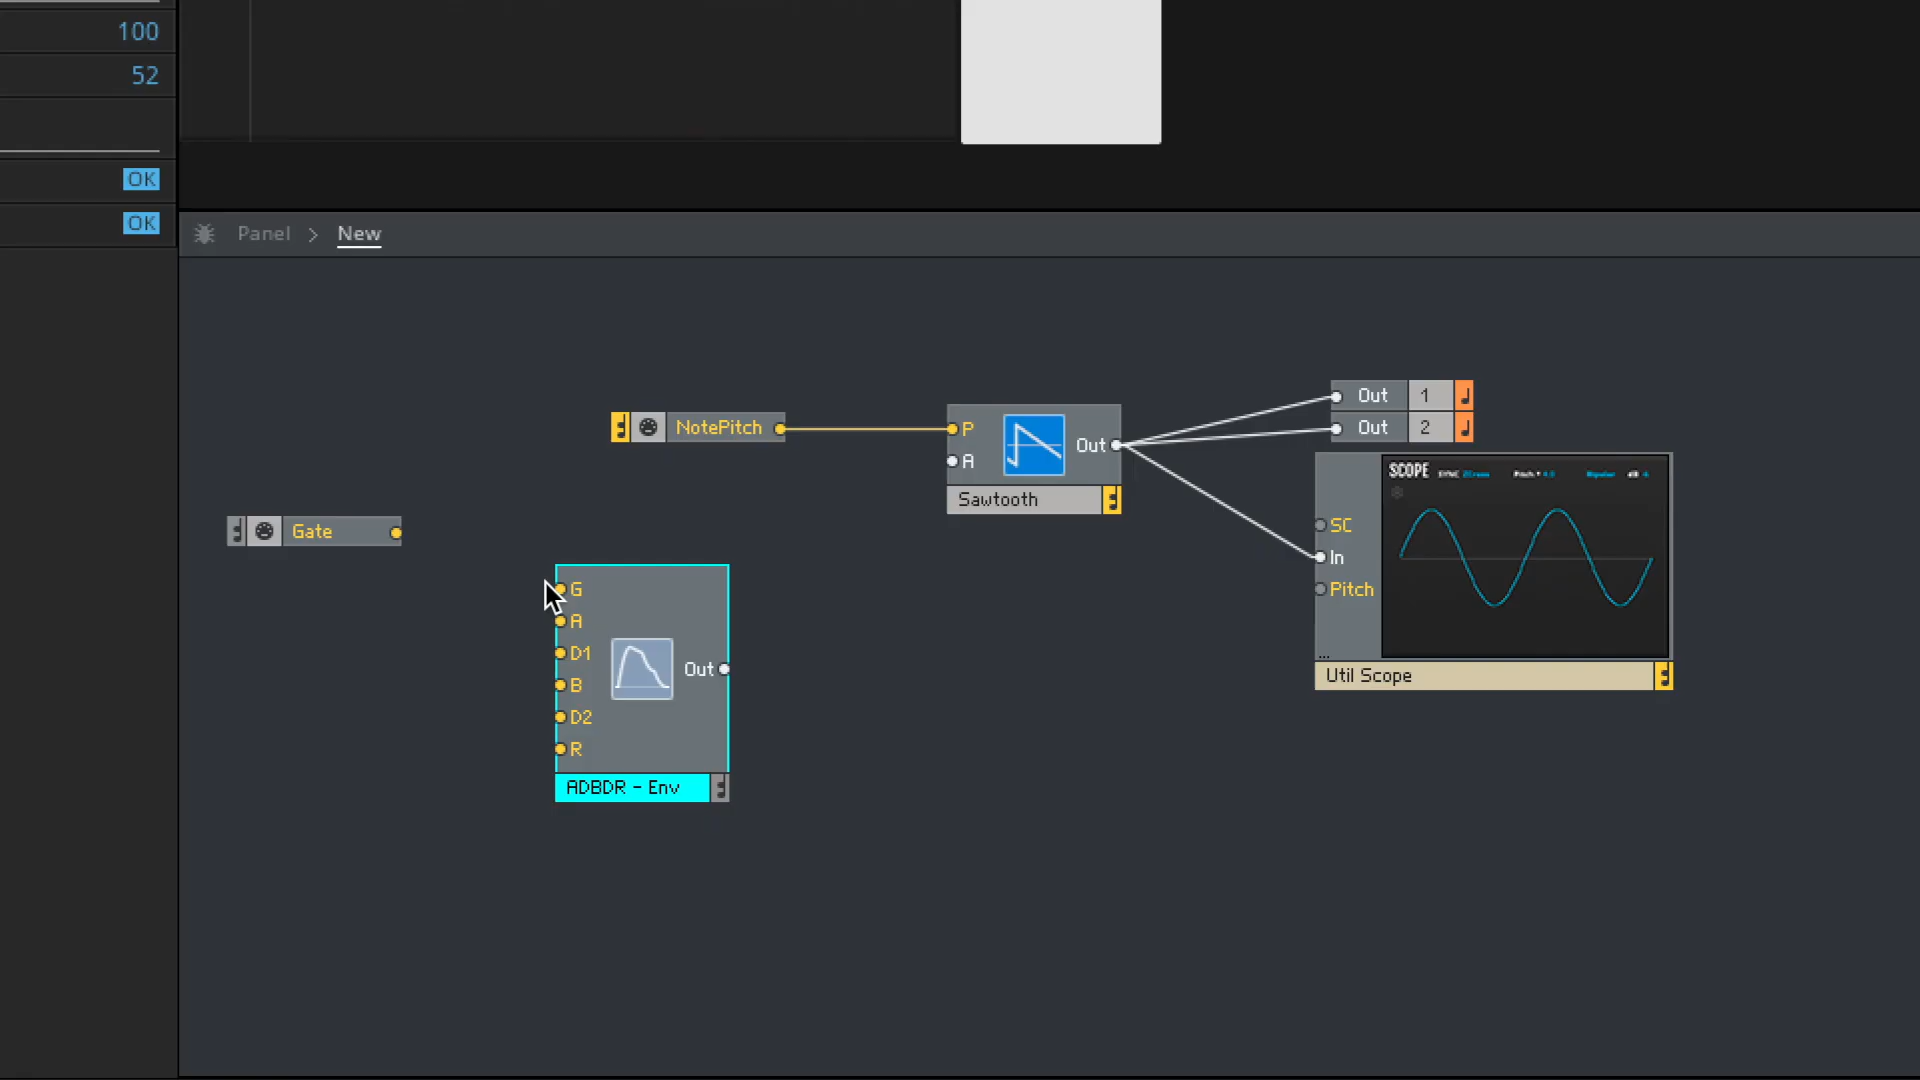 100
52
OK
OK
Panel > New
NotePitch
P
A
Out
Sawtooth
Out 1
Out 2
SCOPE
SC
In
Pitch
...
Util Scope
Gate
G
A
D1
B
D2
R
Out
ADBDR - Env